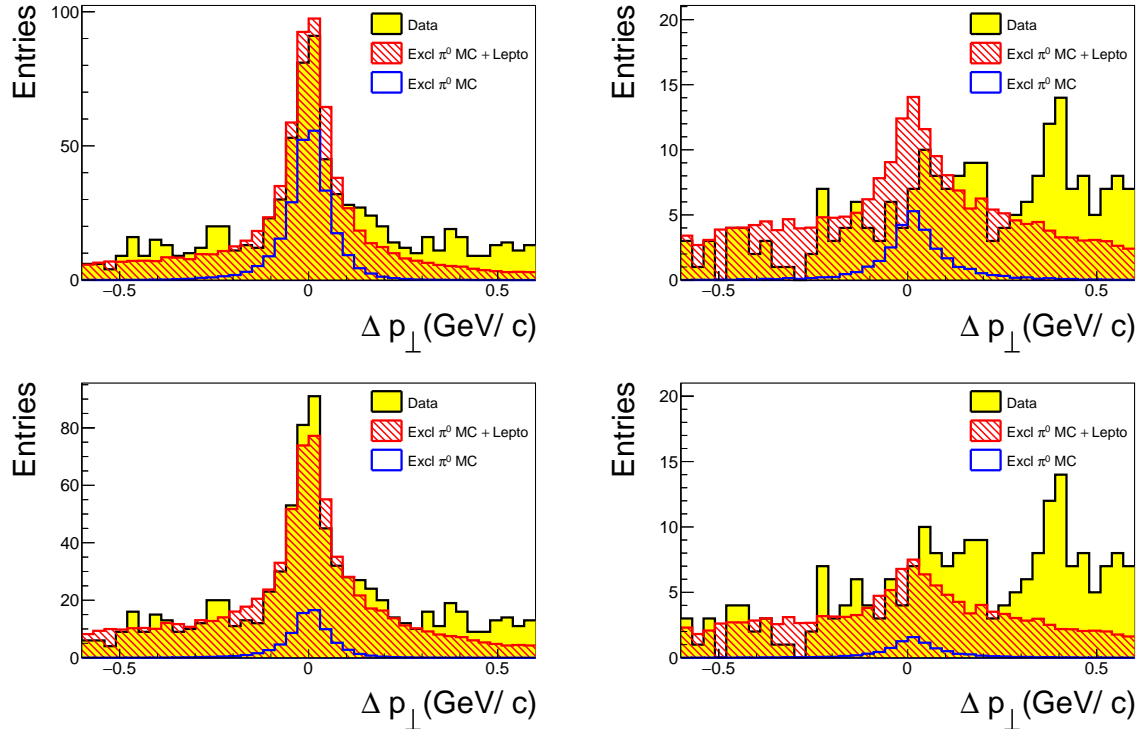 Entries
100
50
0
−0.5
0
0.5
Δ p⊥ (GeV/ c)
Data
Excl π⁰ MC + Lepto
Excl π⁰ MC
Entries
20
15
10
5
0
−0.5
0
0.5
Δ p⊥ (GeV/ c)
Data
Excl π⁰ MC + Lepto
Excl π⁰ MC
Entries
80
60
40
20
0
−0.5
0
0.5
Δ p⊥ (GeV/ c)
Data
Excl π⁰ MC + Lepto
Excl π⁰ MC
Entries
20
15
10
5
0
−0.5
0
0.5
Δ p⊥ (GeV/ c)
Data
Excl π⁰ MC + Lepto
Excl π⁰ MC